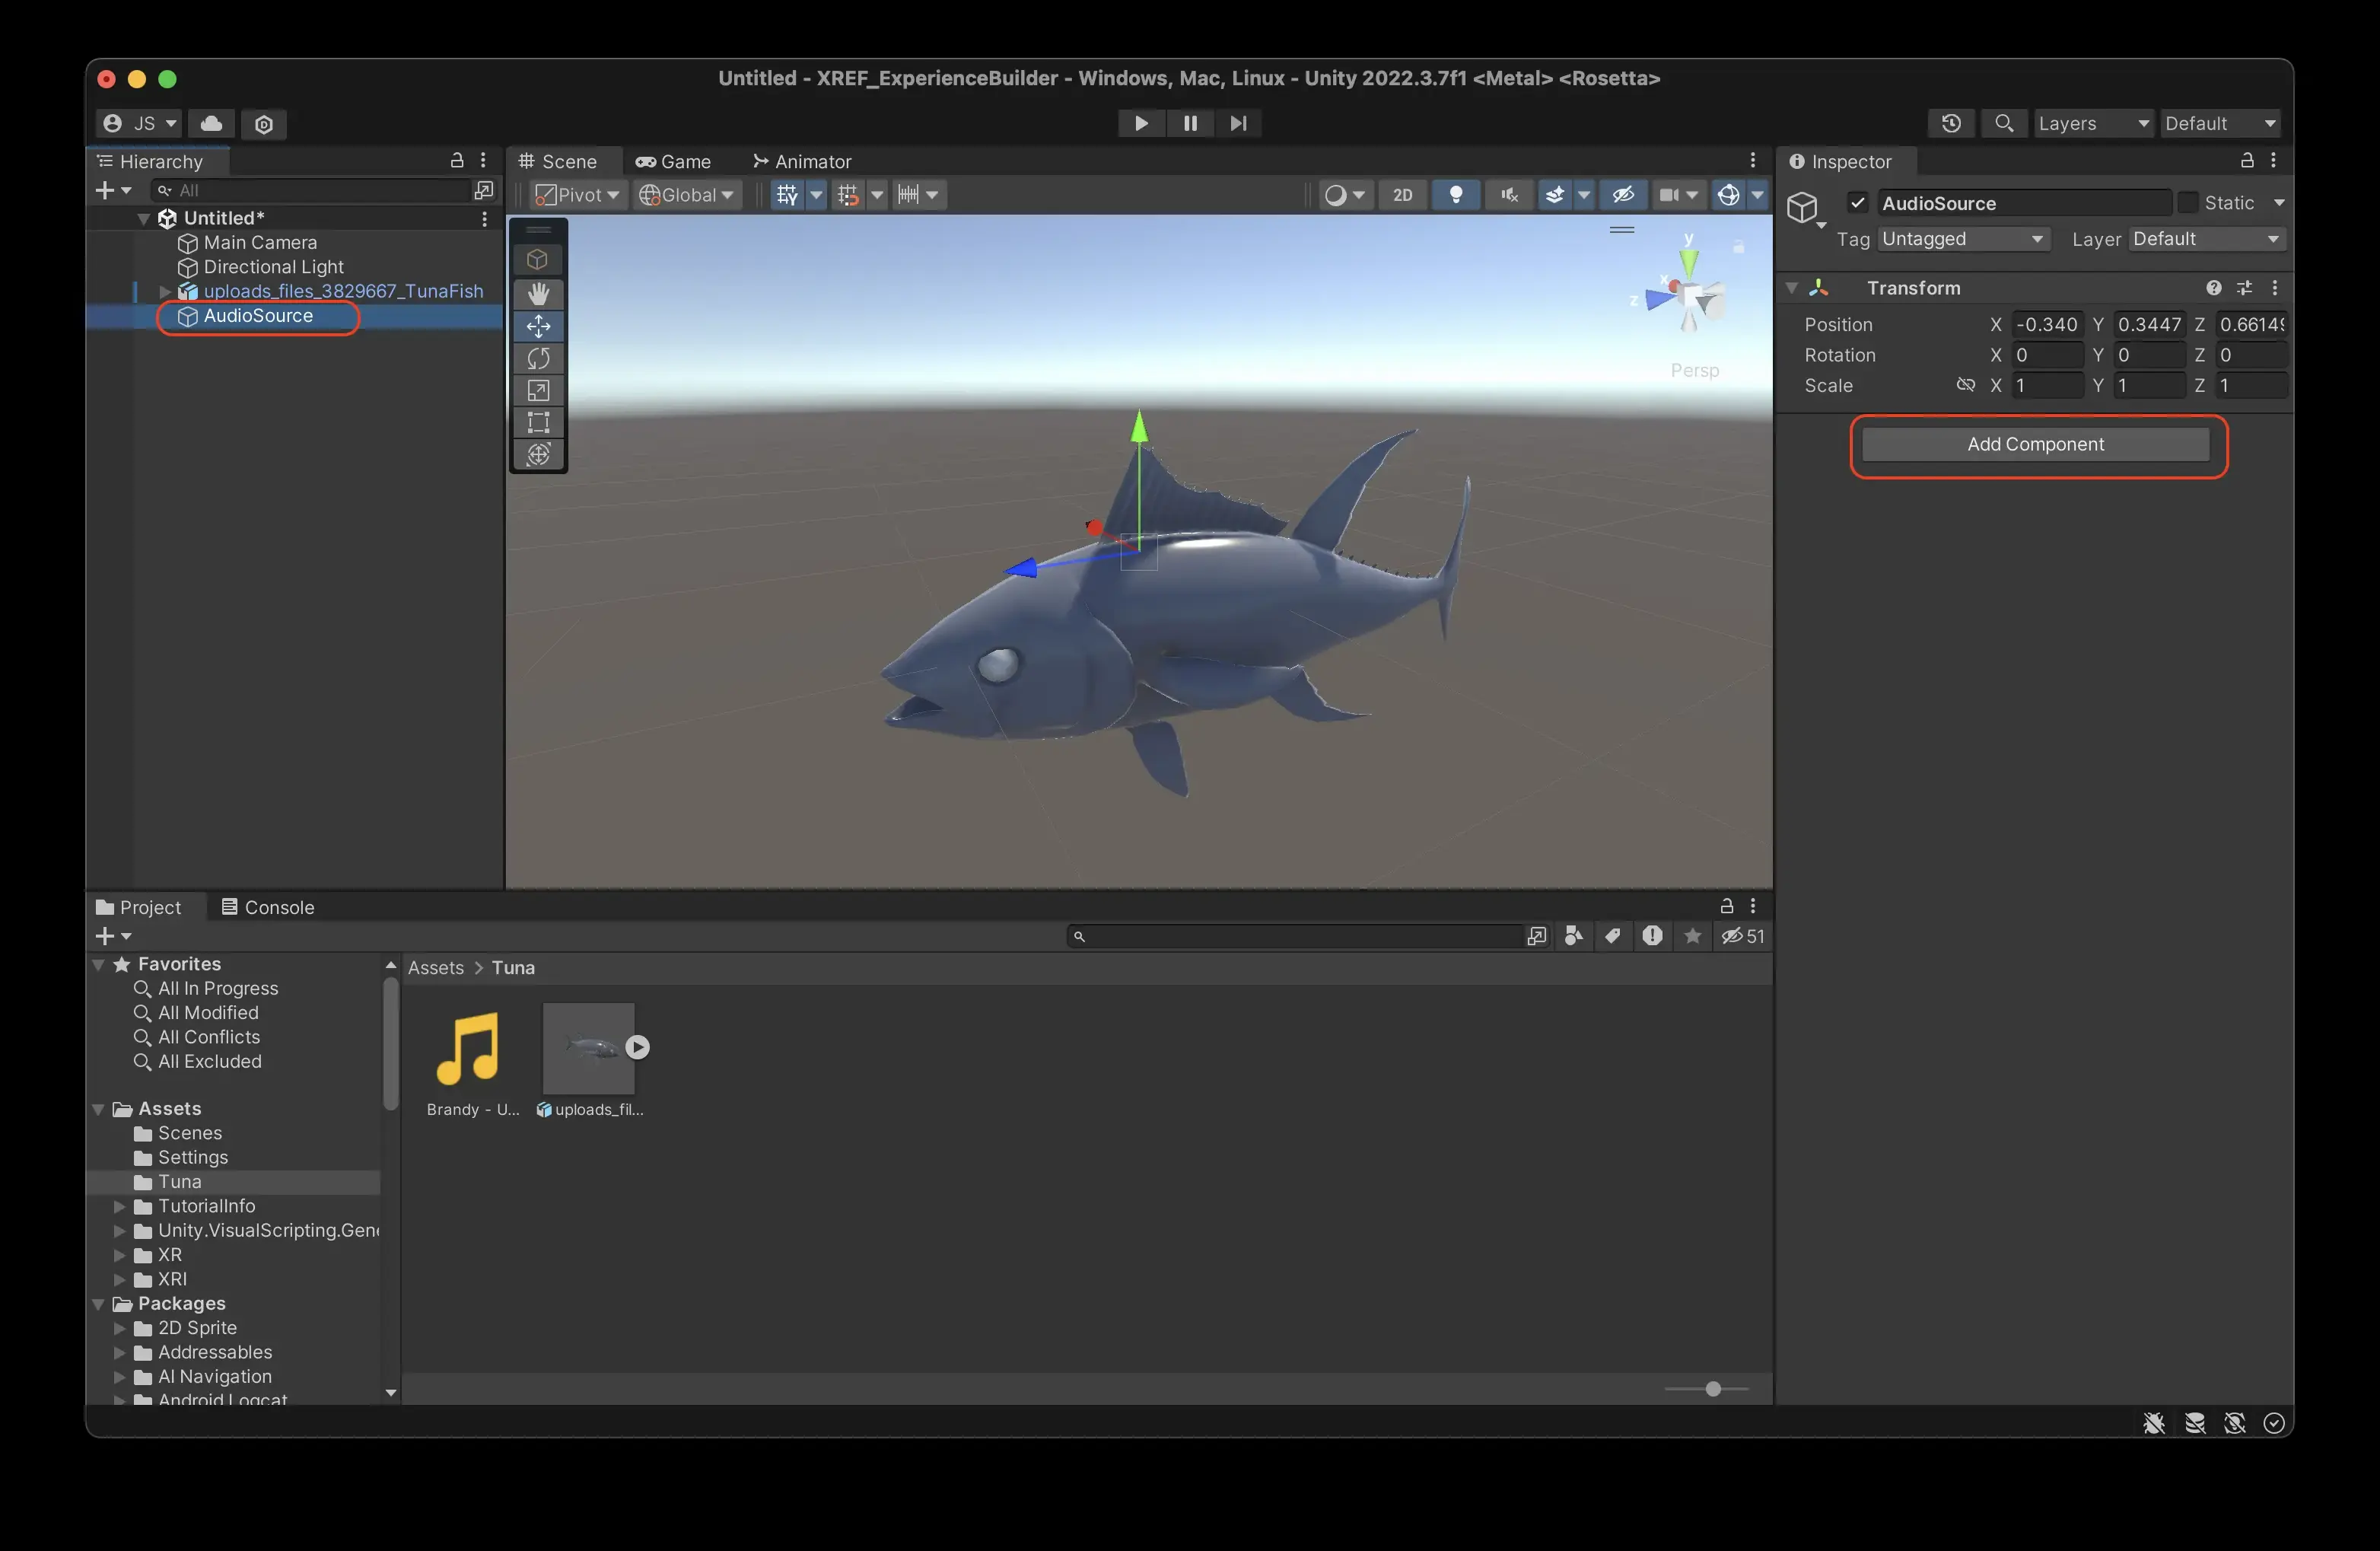 Untitled - XREF_ExperienceBuilder - Windows, Mac, Linux - Unity 2022.3.7f1 <Metal> <Rosetta>
JS
Layers
Default
Hierarchy
All
Untitled*
Main Camera
Directional Light
uploads_files_3829667_TunaFish
AudioSource
Scene
Game
Animator
Pivot
Global
2D
y
x
z
Persp
Inspector
AudioSource
Static
Tag Untagged
Layer Default
Transform
Position X -0.340 Y 0.3447 Z 0.66149
Rotation X 0 Y 0 Z 0
Scale X 1 Y 1 Z 1
Add Component
Project
Console
51
Favorites
All In Progress
All Modified
All Conflicts
All Excluded
Assets
Scenes
Settings
Tuna
TutorialInfo
Unity.VisualScripting.Gene
XR
XRI
Packages
2D Sprite
Addressables
AI Navigation
Android Logcat
Assets > Tuna
Brandy - U...
uploads_fil...